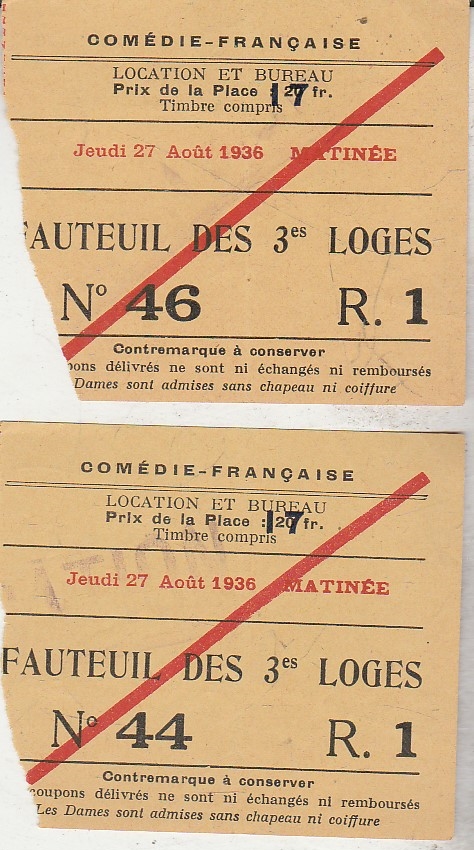 COMÉDIE-FRANÇAISE
LOCATION ET BUREAU
Prix de la Place : 20 fr. 17
Timbre compris
Jeudi 27 Août 1936 MATINÉE
FAUTEUIL DES 3es LOGES
No 46 R. 1
Contremarque à conserver
pons délivrés ne sont ni échangés ni remboursés
Dames sont admises sans chapeau ni coiffure
COMÉDIE-FRANÇAISE
LOCATION ET BUREAU
Prix de la Place : 20 fr. 17
Timbre compris
Jeudi 27 Août 1936 MATINÉE
FAUTEUIL DES 3es LOGES
No 44 R. 1
Contremarque à conserver
coupons délivrés ne sont ni échangés ni remboursés
Les Dames sont admises sans chapeau ni coiffure